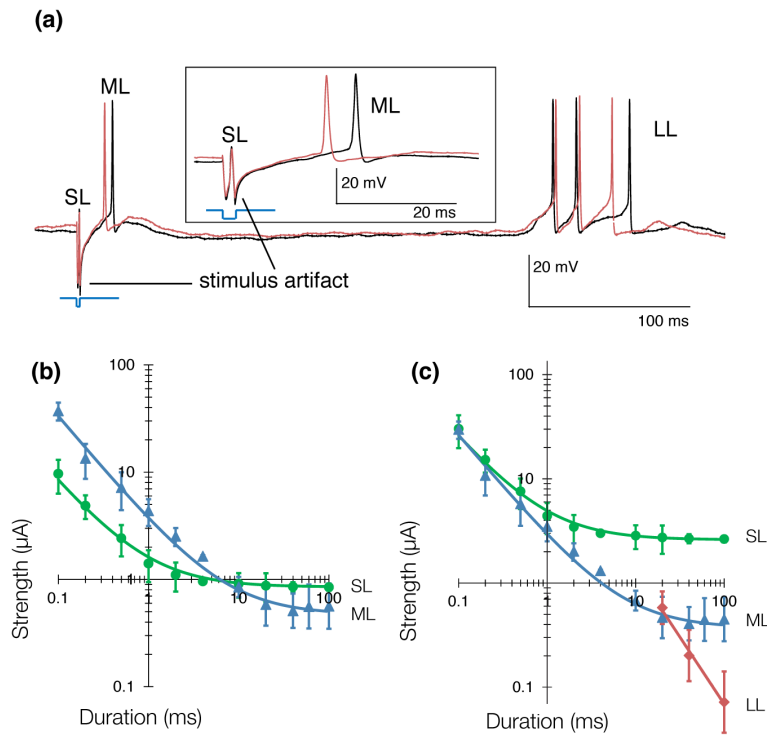 (a)
ML
SL
SL
ML
20 mV
20 ms
LL
stimulus artifact
20 mV
100 ms
(b)
100
10
1
0.1
0.1
1
10
100
SL
ML
Strength (μA)
Duration (ms)
(c)
100
10
0.1
0.1
1
10
100
SL
ML
LL
Strength (μA)
Duration (ms)